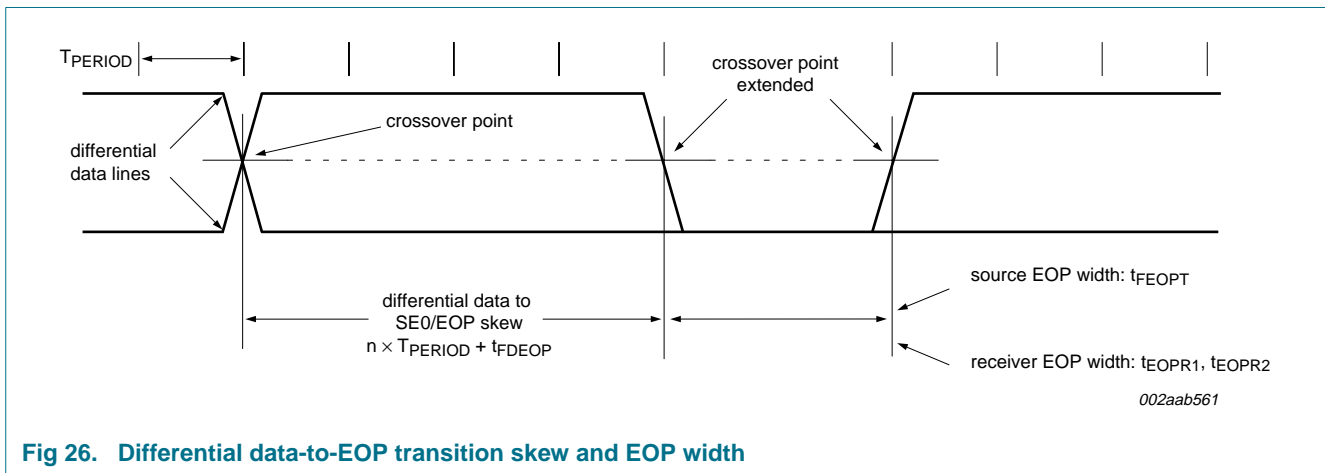 TPERIOD
crossover point
extended
crossover point
differential
data lines
differential data to
SE0/EOP skew
n × TPERIOD + tFDEOP
source EOP width: tFEOPT
receiver EOP width: tEOPR1, tEOPR2
002aab561
Fig 26. Differential data-to-EOP transition skew and EOP width